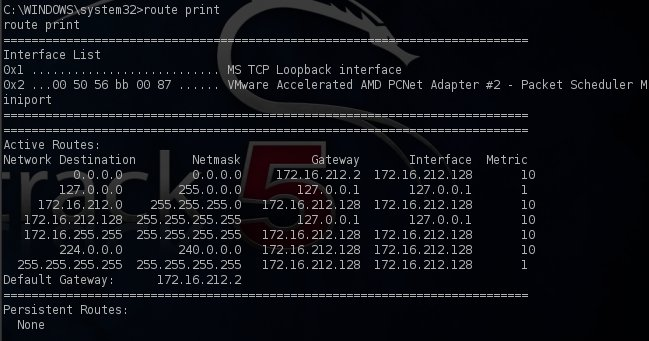 C:\WINDOWS\system32>route print
route print
===========================================================================
Interface List
0x1 ........................... MS TCP Loopback interface
0x2 ...00 50 56 bb 00 87 ...... VMware Accelerated AMD PCNet Adapter #2 - Packet Scheduler M
iniport
===========================================================================
===========================================================================
Active Routes:
Network Destination        Netmask          Gateway       Interface  Metric
          0.0.0.0          0.0.0.0     172.16.212.2  172.16.212.128       10
        127.0.0.0        255.0.0.0        127.0.0.1       127.0.0.1       1
     172.16.212.0    255.255.255.0   172.16.212.128  172.16.212.128       10
   172.16.212.128  255.255.255.255        127.0.0.1       127.0.0.1       10
   172.16.255.255  255.255.255.255   172.16.212.128  172.16.212.128       10
        224.0.0.0        240.0.0.0   172.16.212.128  172.16.212.128       10
  255.255.255.255  255.255.255.255   172.16.212.128  172.16.212.128       1
Default Gateway:      172.16.212.2
===========================================================================
Persistent Routes:
  None
track 5